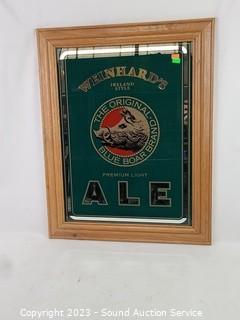 WEINHARD'S
IRELAND
STYLE
THE ORIGINAL
BLUE BOAR BRAND
PREMIUM LIGHT
ALE
Copyright 2023 - Sound Auction Service